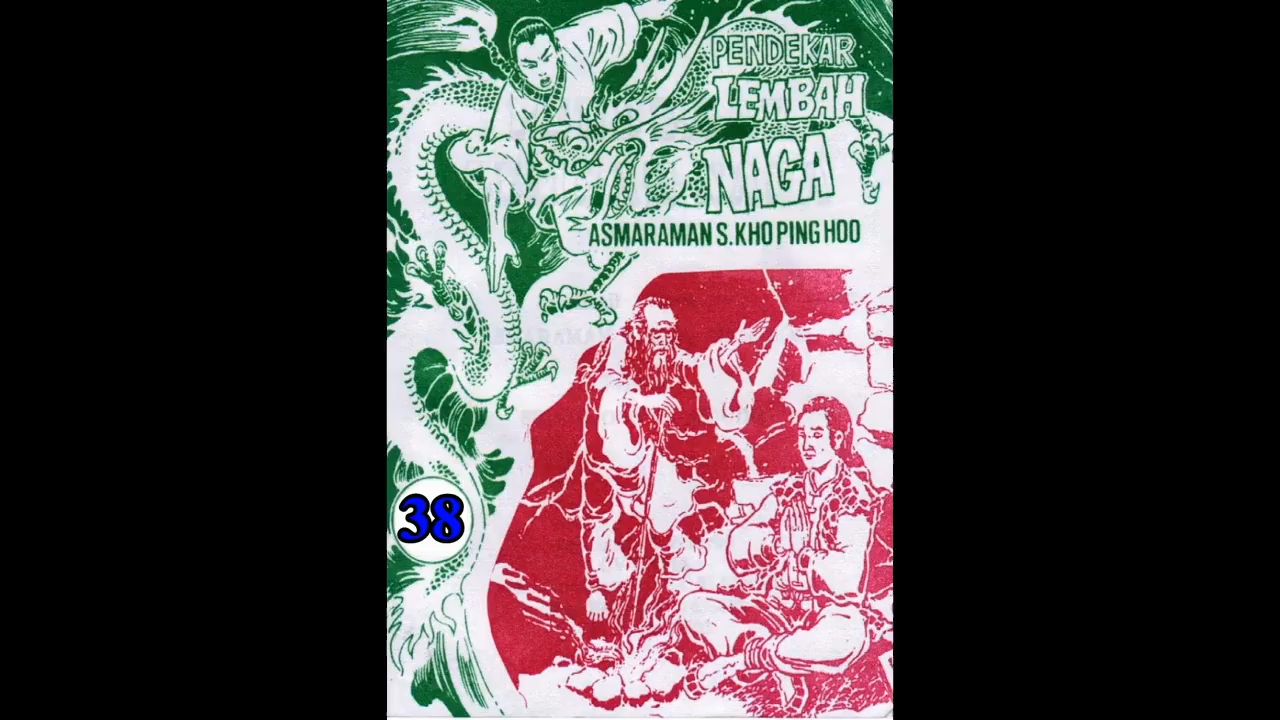 PENDEKAR
LEMBAH
NAGA
ASMARAMAN S. KHO PING HOO
38